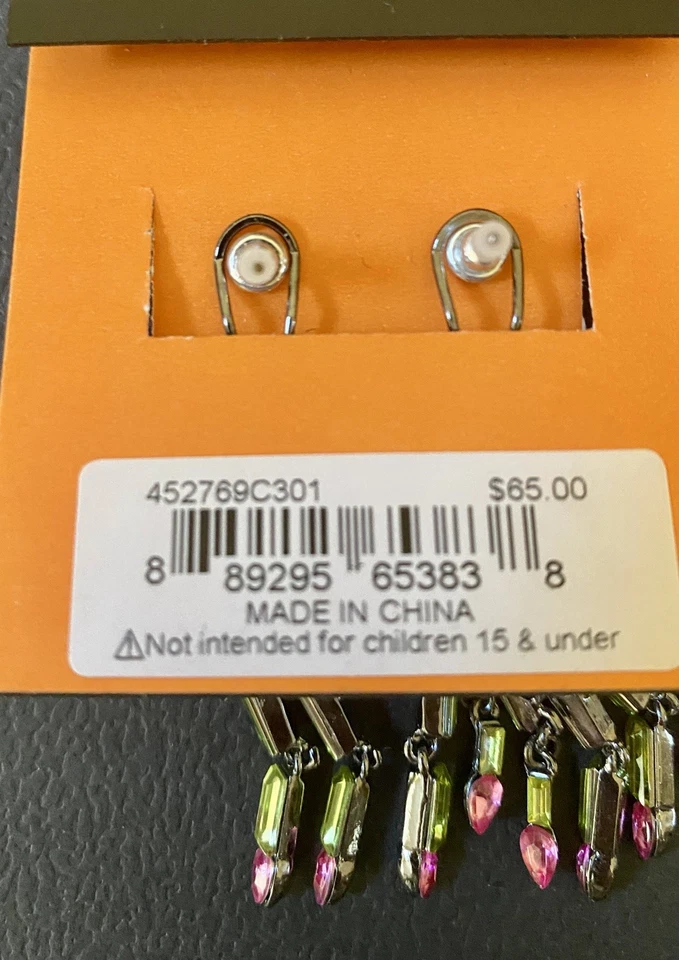 452769C301 $65.00
8 89295 65383 8
MADE IN CHINA
⚠Not intended for children 15 & under